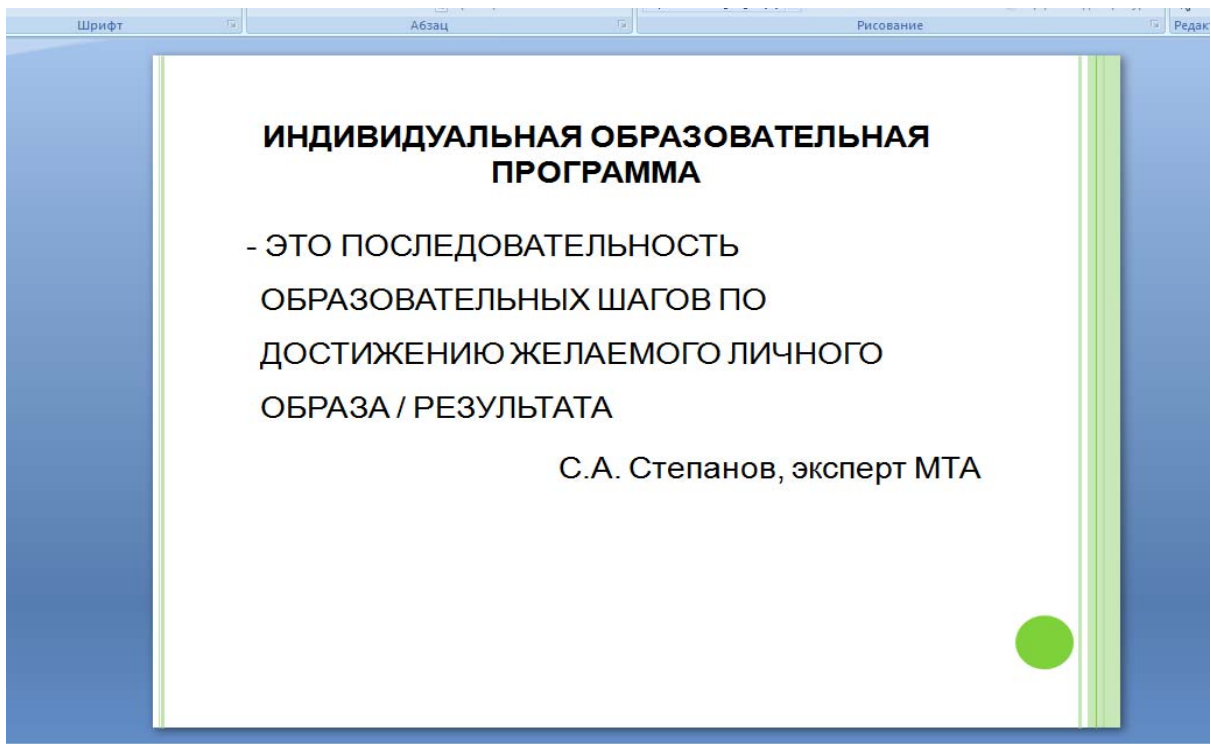 Шрифт Абзац Рисование Редак
ИНДИВИДУАЛЬНАЯ ОБРАЗОВАТЕЛЬНАЯ
ПРОГРАММА
- ЭТО ПОСЛЕДОВАТЕЛЬНОСТЬ
ОБРАЗОВАТЕЛЬНЫХ ШАГОВ ПО
ДОСТИЖЕНИЮ ЖЕЛАЕМОГО ЛИЧНОГО
ОБРАЗА / РЕЗУЛЬТАТА
С.А. Степанов, эксперт МТА